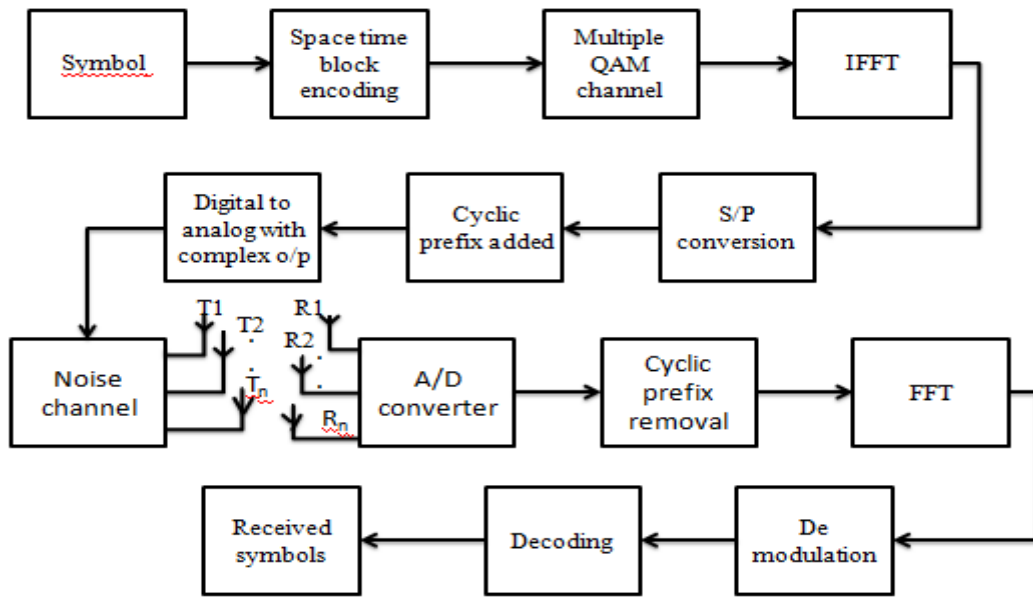 Symbol
Space time
block
encoding
Multiple
QAM
channel
IFFT
Digital to
analog with
complex o/p
Cyclic
prefix added
S/P
conversion
T1
T2
Tn
R1
R2
Rn
Noise
channel
A/D
converter
Cyclic
prefix
removal
FFT
Received
symbols
Decoding
De
modulation